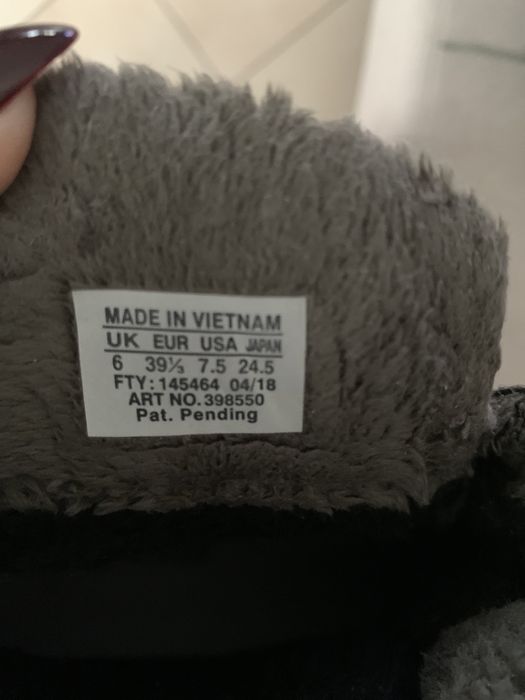 MADE IN VIETNAM
UK EUR USA JAPAN
6 39⅓ 7.5 24.5
FTY: 145464 04/18
ART NO. 398550
Pat. Pending